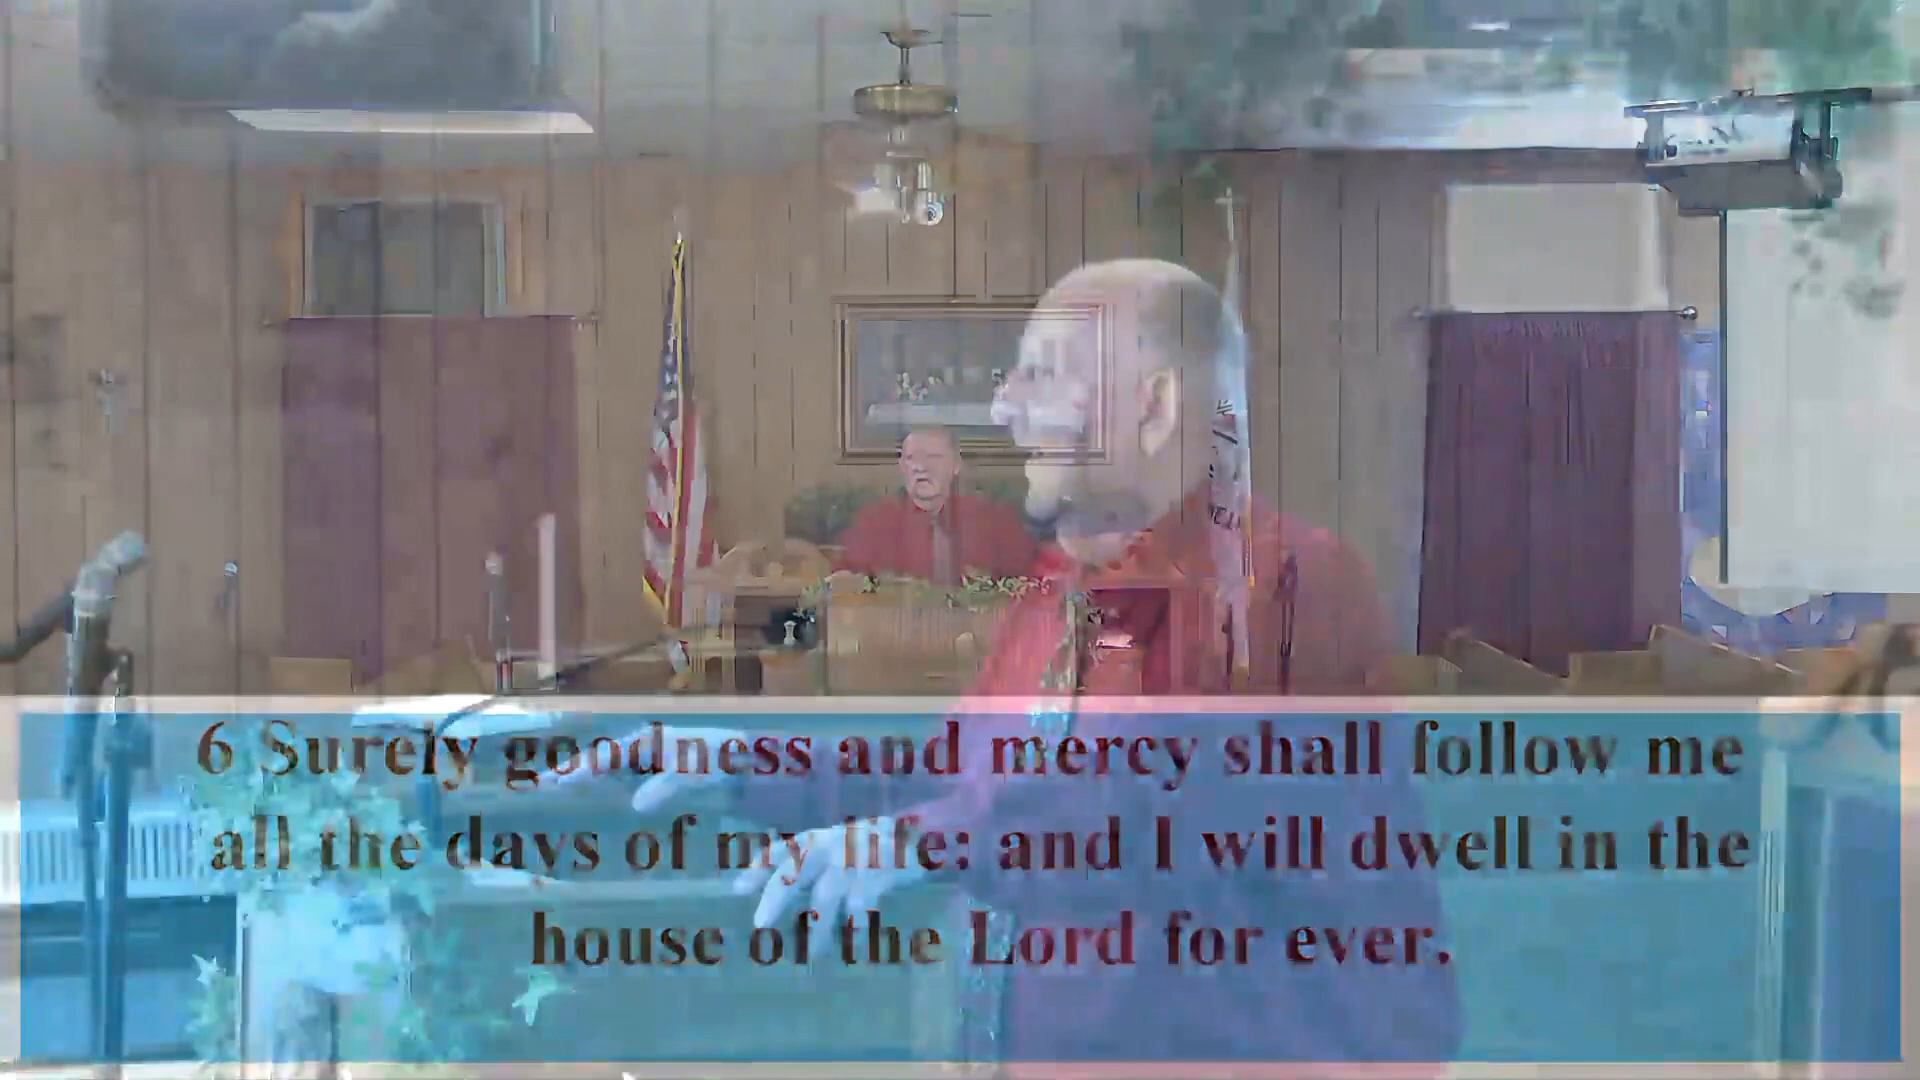 6 Surely goodness and mercy shall follow me
all the days of my life: and I will dwell in the
house of the Lord for ever.